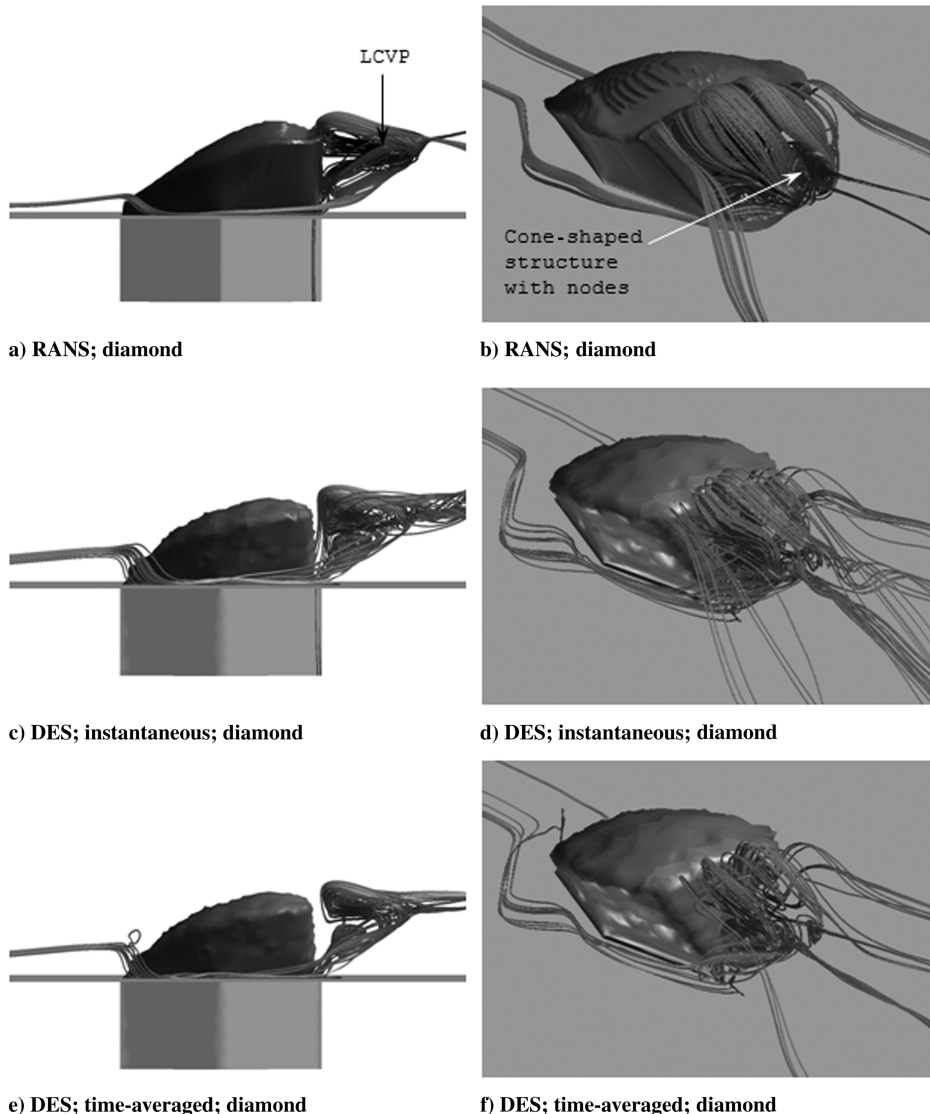 LCVP
Cone-shaped
structure
with nodes
a) RANS; diamond
b) RANS; diamond
c) DES; instantaneous; diamond
d) DES; instantaneous; diamond
e) DES; time-averaged; diamond
f) DES; time-averaged; diamond